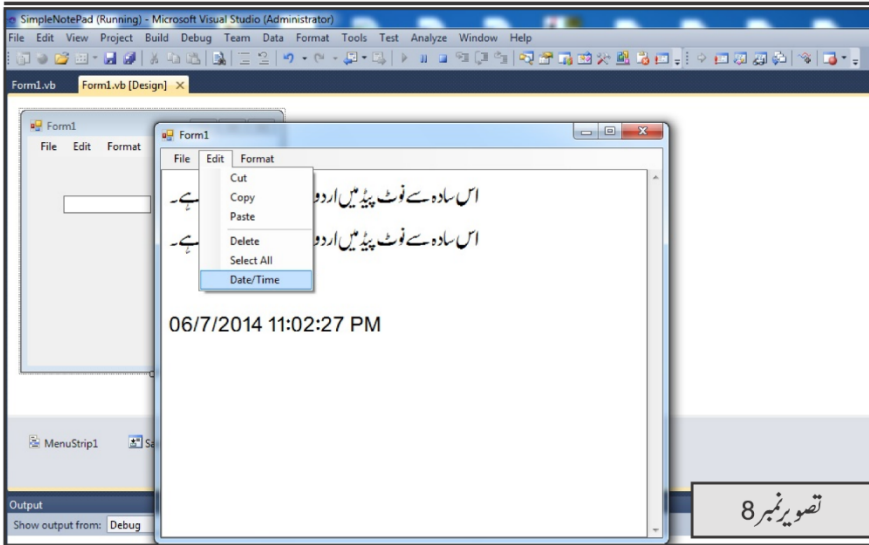 SimpleNotePad (Running) - Microsoft Visual Studio (Administrator)
File Edit View Project Build Debug Team Data Format Tools Test Analyze Window Help
Form1.vb Form1.vb [Design]
Form1
File Edit Format
Form1
File Edit Format
Cut
Copy
Paste
Delete
Select All
Date/Time
اس سادہ سے نوٹ پیڈ میں اردو ہے۔
اس سادہ سے نوٹ پیڈ میں اردو ہے۔
06/7/2014 11:02:27 PM
MenuStrip1
Output
Show output from: Debug
تصویر نمبر 8